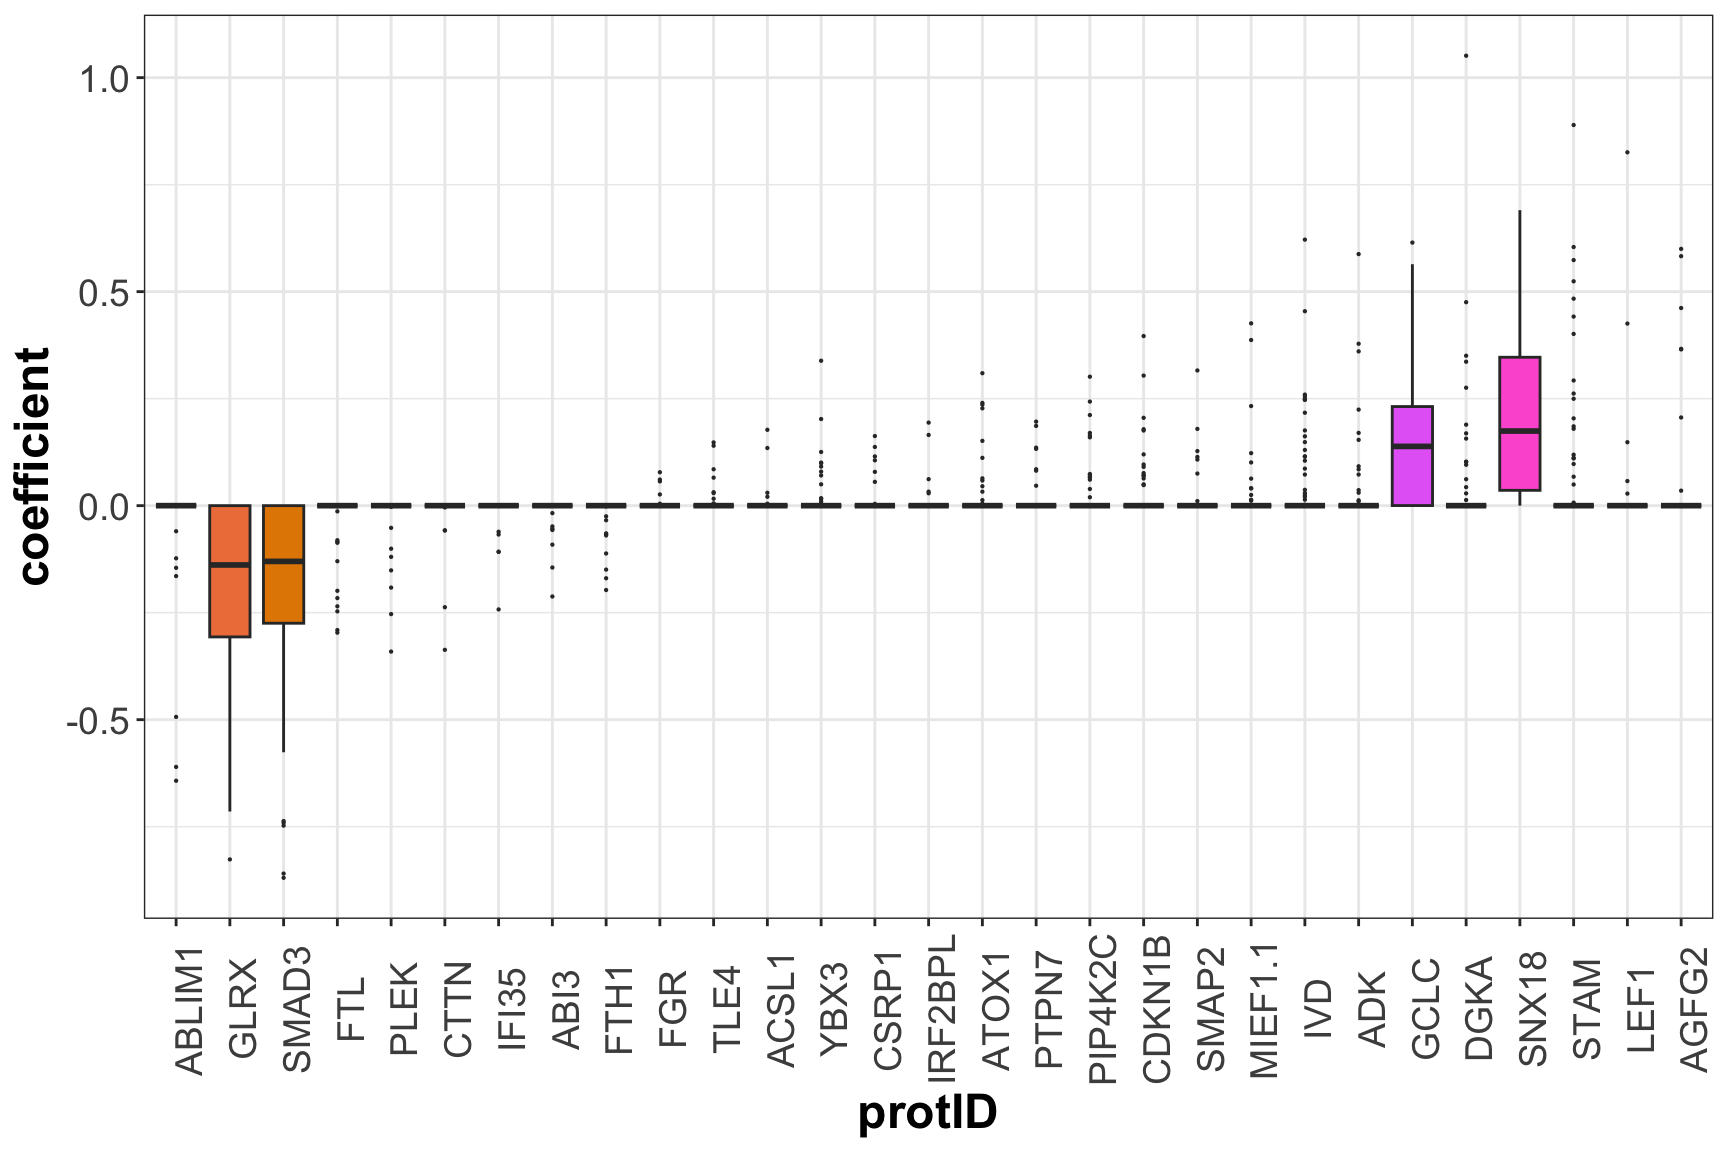 coefficient
1.0
0.5
0.0
-0.5
ABLIM1
GLRX
SMAD3
FTL
PLEK
CTTN
IFI35
ABI3
FTH1
FGR
TLE4
ACSL1
YBX3
CSRP1
IRF2BPL
ATOX1
PTPN7
PIP4K2C
CDKN1B
SMAP2
MIEF1.1
IVD
ADK
GCLC
DGKA
SNX18
STAM
LEF1
AGFG2
protID